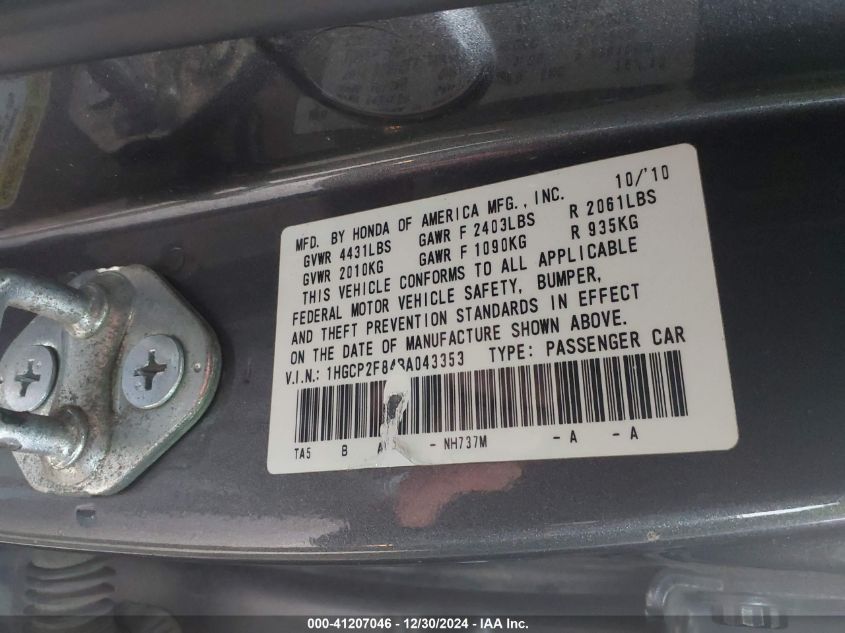 MFD. BY HONDA OF AMERICA MFG., INC. 10/'10
GVWR 4431LBS GAWR F 2403LBS R 2061LBS
GVWR 2010KG GAWR F 1090KG R 935KG
THIS VEHICLE CONFORMS TO ALL APPLICABLE
FEDERAL MOTOR VEHICLE SAFETY, BUMPER,
AND THEFT PREVENTION STANDARDS IN EFFECT
ON THE DATE OF MANUFACTURE SHOWN ABOVE.
V.I.N.: TYPE: PASSENGER CAR
TA5 B - NH737M - A - A
000-41207046 • 12/30/2024 - IAA Inc.